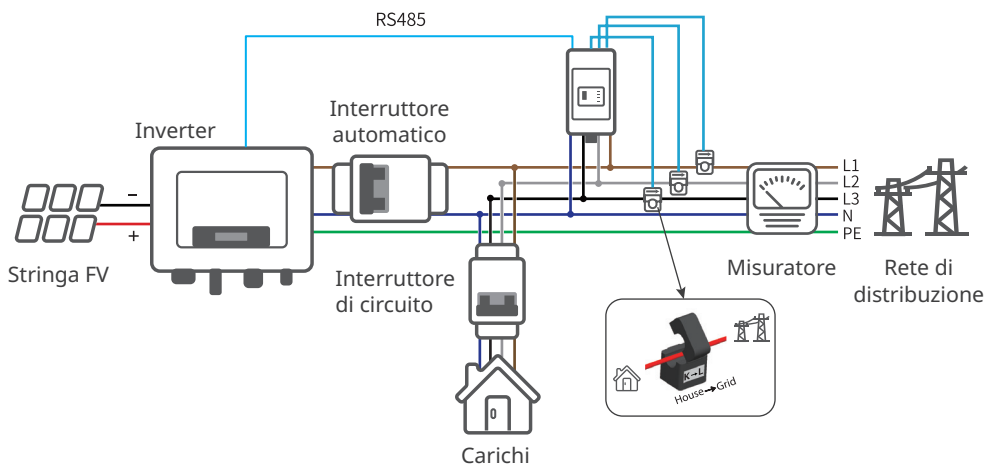 RS485
Interruttore
automatico
Inverter
L1
L2
L3
N
PE
–
+
Stringa FV
Interruttore
di circuito
Misuratore
Rete di
distribuzione
K→L
House→Grid
Carichi